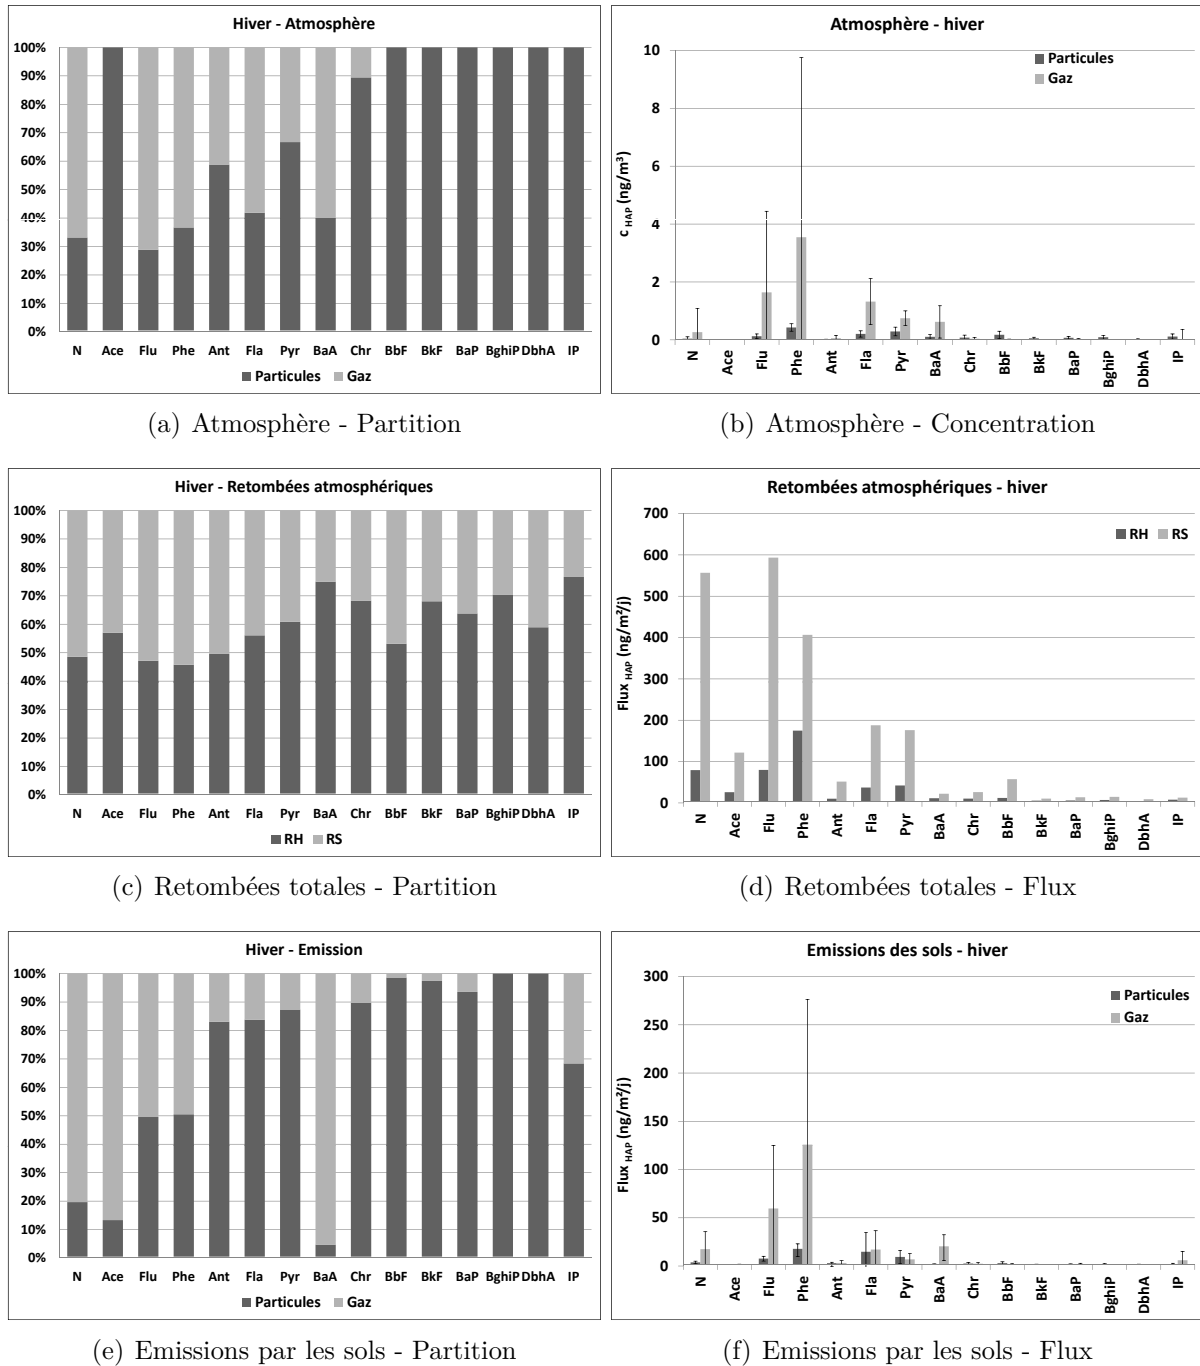 Hiver - Atmosphère
100%
90%
80%
70%
60%
50%
40%
30%
20%
10%
0%
N Ace Flu Phe Ant Fla Pyr BaA Chr BbF BkF BaP BghiP DbhA IP
Particules Gaz
(a) Atmosphère - Partition
Atmosphère - hiver
Particules
Gaz
c HAP (ng/m³)
10
8
6
4
2
0
N Ace Flu Phe Ant Fla Pyr BaA Chr BbF BkF BaP BghiP DbhA IP
(b) Atmosphère - Concentration
Hiver - Retombées atmosphériques
100%
90%
80%
70%
60%
50%
40%
30%
20%
10%
0%
N Ace Flu Phe Ant Fla Pyr BaA Chr BbF BkF BaP BghiP DbhA IP
RH RS
(c) Retombées totales - Partition
Retombées atmosphériques - hiver
RH RS
Flux HAP (ng/m²/j)
700
600
500
400
300
200
100
0
N Ace Flu Phe Ant Fla Pyr BaA Chr BbF BkF BaP BghiP DbhA IP
(d) Retombées totales - Flux
Hiver - Emission
100%
90%
80%
70%
60%
50%
40%
30%
20%
10%
0%
N Ace Flu Phe Ant Fla Pyr BaA Chr BbF BkF BaP BghiP DbhA IP
Particules Gaz
(e) Emissions par les sols - Partition
Emissions des sols - hiver
Particules
Gaz
Flux HAP (ng/m²/j)
300
250
200
150
100
50
0
N Ace Flu Phe Ant Fla Pyr BaA Chr BbF BkF BaP BghiP DbhA IP
(f) Emissions par les sols - Flux